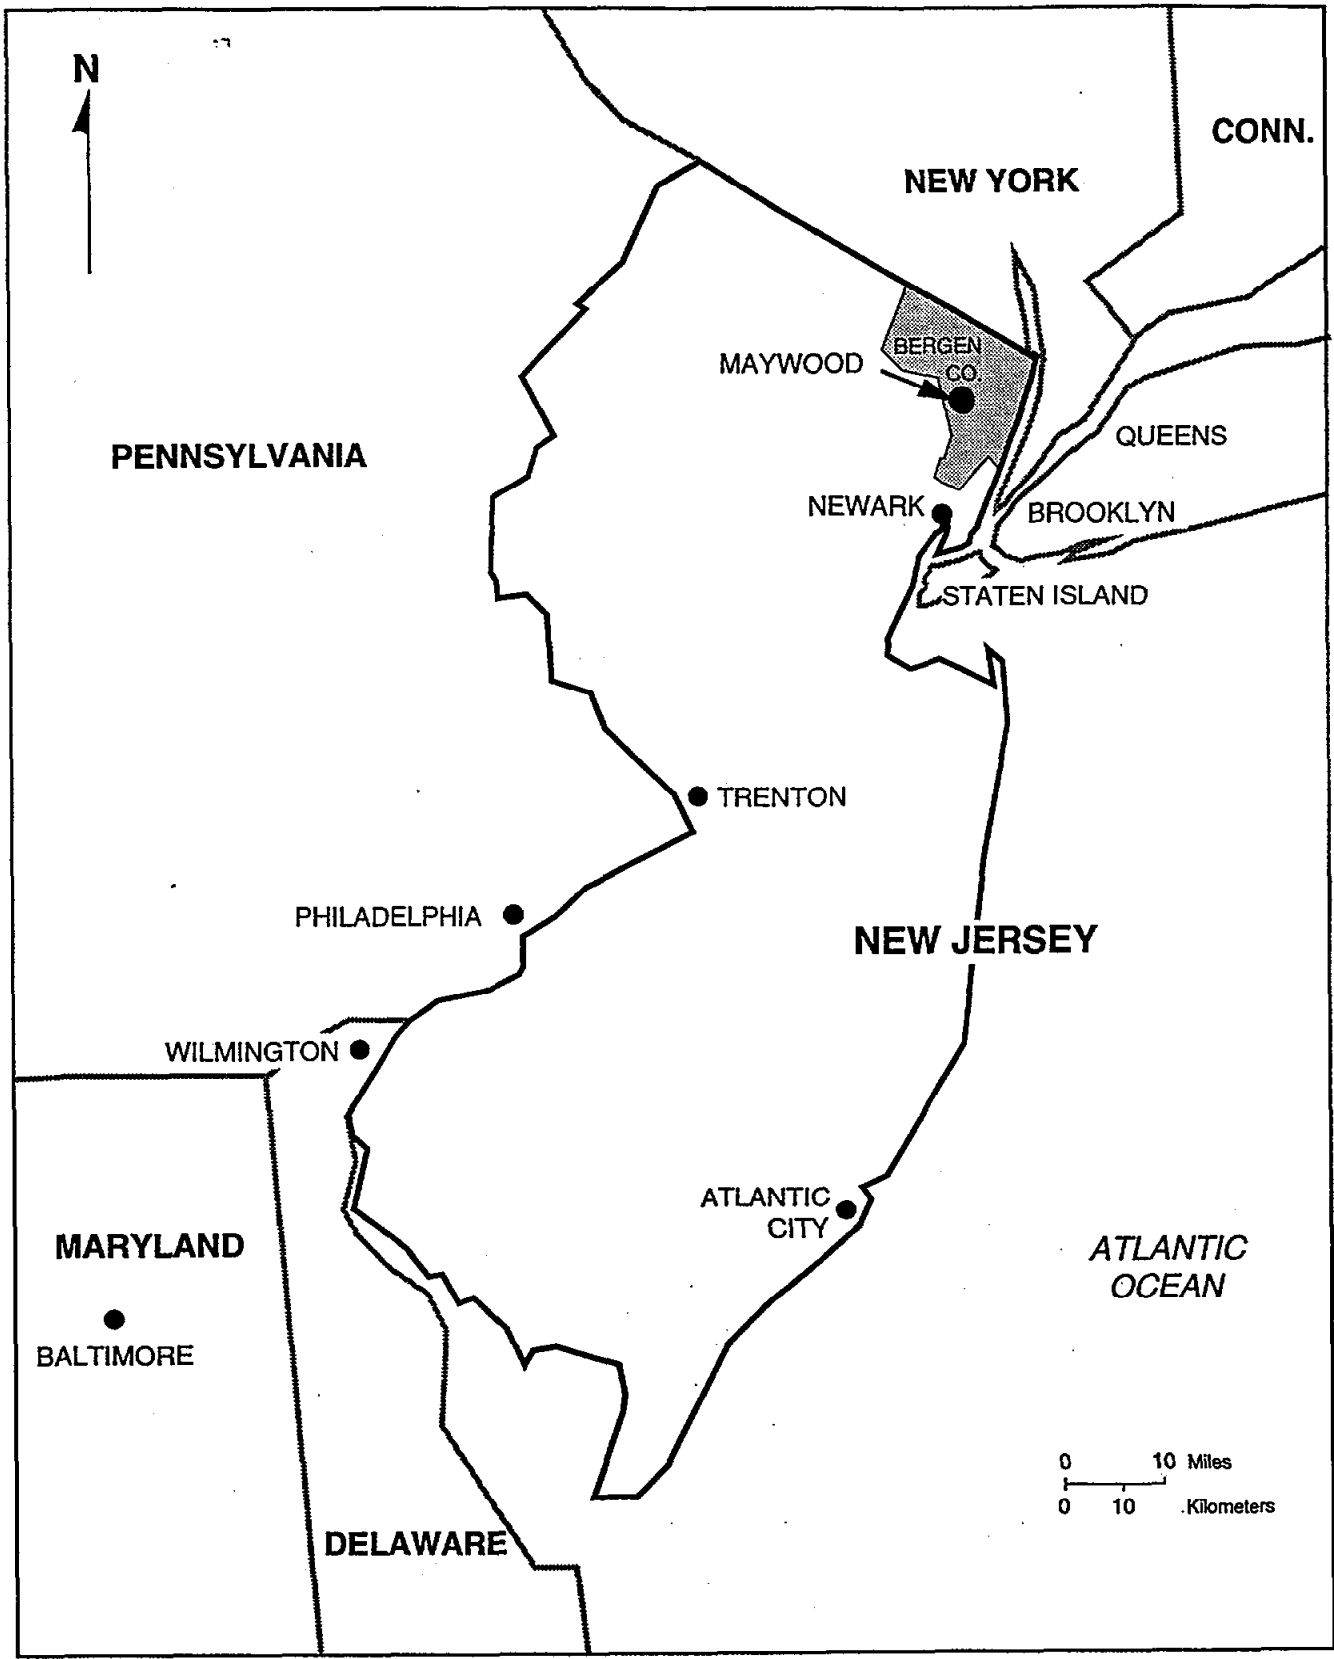 N
CONN.
NEW YORK
BERGEN
CO.
MAYWOOD
QUEENS
PENNSYLVANIA
NEWARK
BROOKLYN
STATEN ISLAND
TRENTON
PHILADELPHIA
NEW JERSEY
WILMINGTON
ATLANTIC
CITY
MARYLAND
ATLANTIC
OCEAN
BALTIMORE
0 10 Miles
0 10 Kilometers
DELAWARE